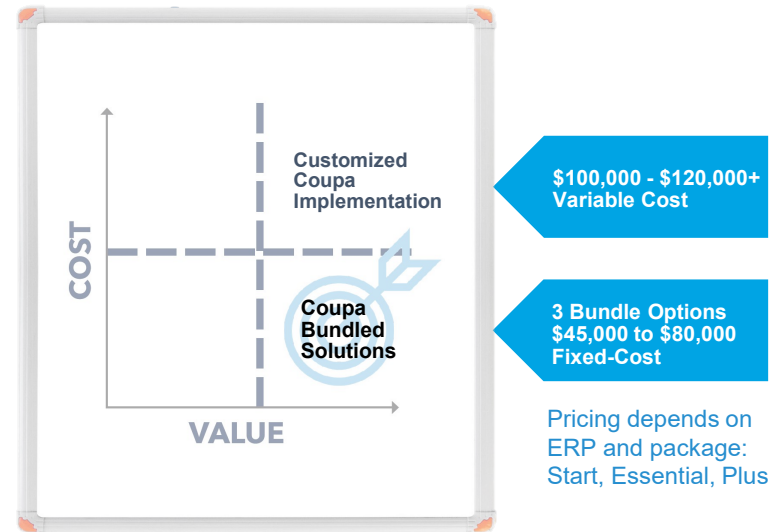 Customized
Coupa
Implementation
$100,000 - $120,000+
Variable Cost
COST
Coupa
Bundled
Solutions
3 Bundle Options
$45,000 to $80,000
Fixed-Cost
VALUE
Pricing depends on
ERP and package:
Start, Essential, Plus